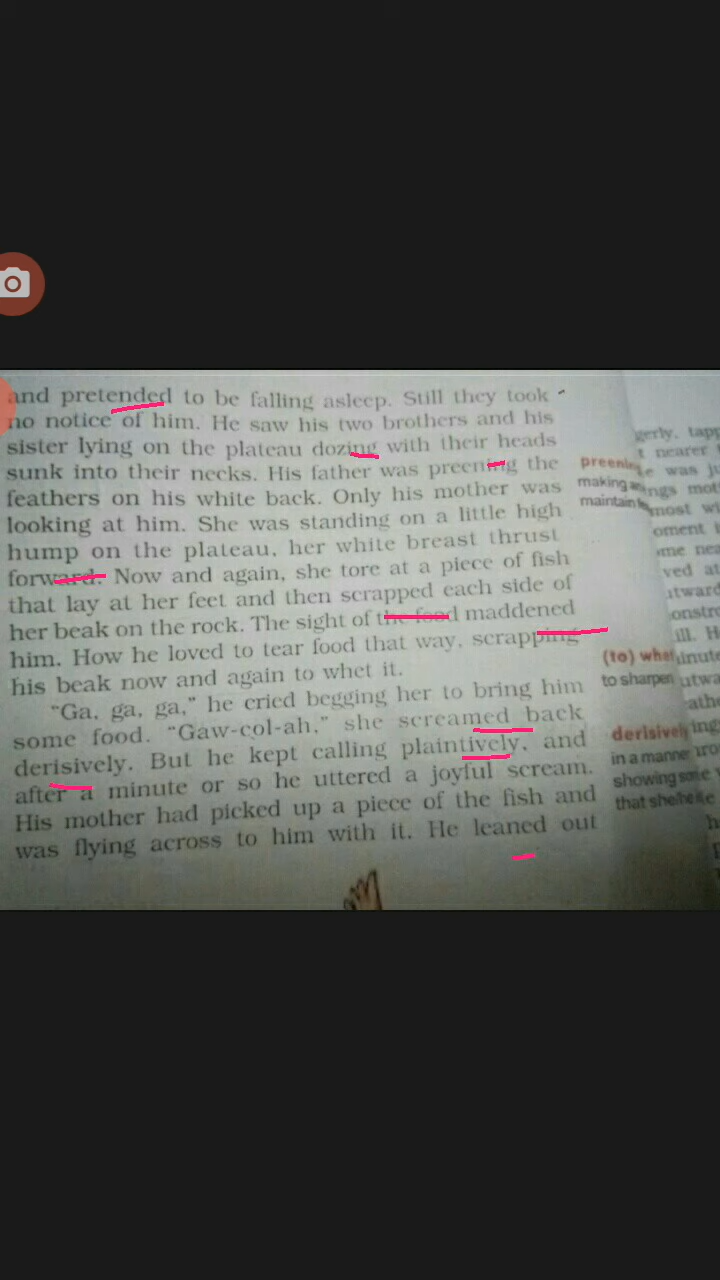 and pretended to be falling asleep. Still they took
no notice of him. He saw his two brothers and his
sister lying on the plateau dozing with their heads
sunk into their necks. His father was preening the
feathers on his white back. Only his mother was
looking at him. She was standing on a little high
hump on the plateau, her white breast thrust
forward. Now and again, she tore at a piece of fish
that lay at her feet and then scrapped each side of
her beak on the rock. The sight of the food maddened
him. How he loved to tear food that way, scrapping
his beak now and again to whet it.
"Ga, ga, ga," he cried begging her to bring him
some food. "Gaw-col-ah," she screamed back
derisively. But he kept calling plaintively, and
after a minute or so he uttered a joyful scream.
His mother had picked up a piece of the fish and
was flying across to him with it. He leaned out
making
maintain
(to)
to sharpen
derisively
in a manner
showing some
that she/he